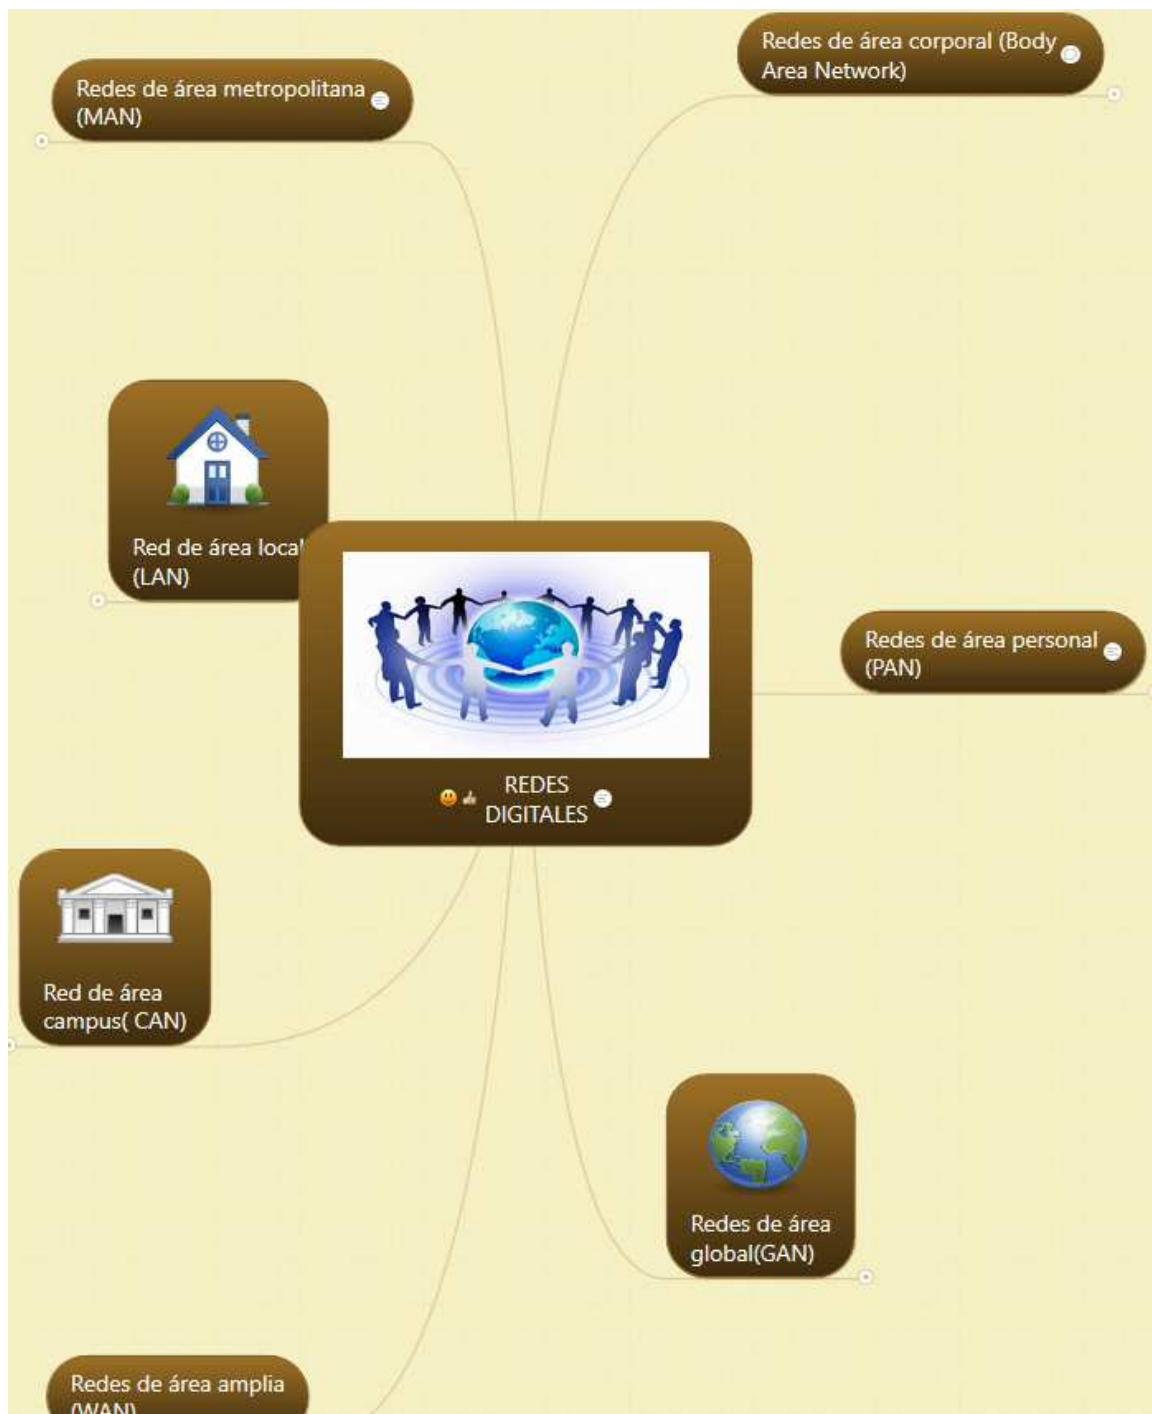 Redes de área corporal (Body
Area Network)
Redes de área metropolitana
(MAN)
Red de área local
(LAN)
Redes de área personal
(PAN)
REDES
DIGITALES
Red de área
campus( CAN)
Redes de área
global(GAN)
Redes de área amplia
(WAN)